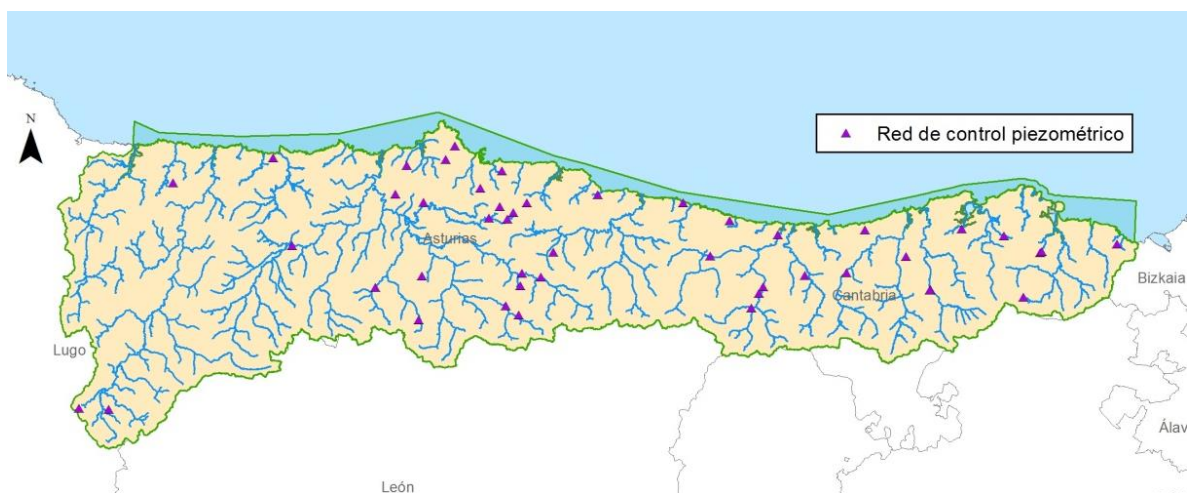 N
Red de control piezométrico
Asturias
Cantabria
Bizkaia
Lugo
Álav
León